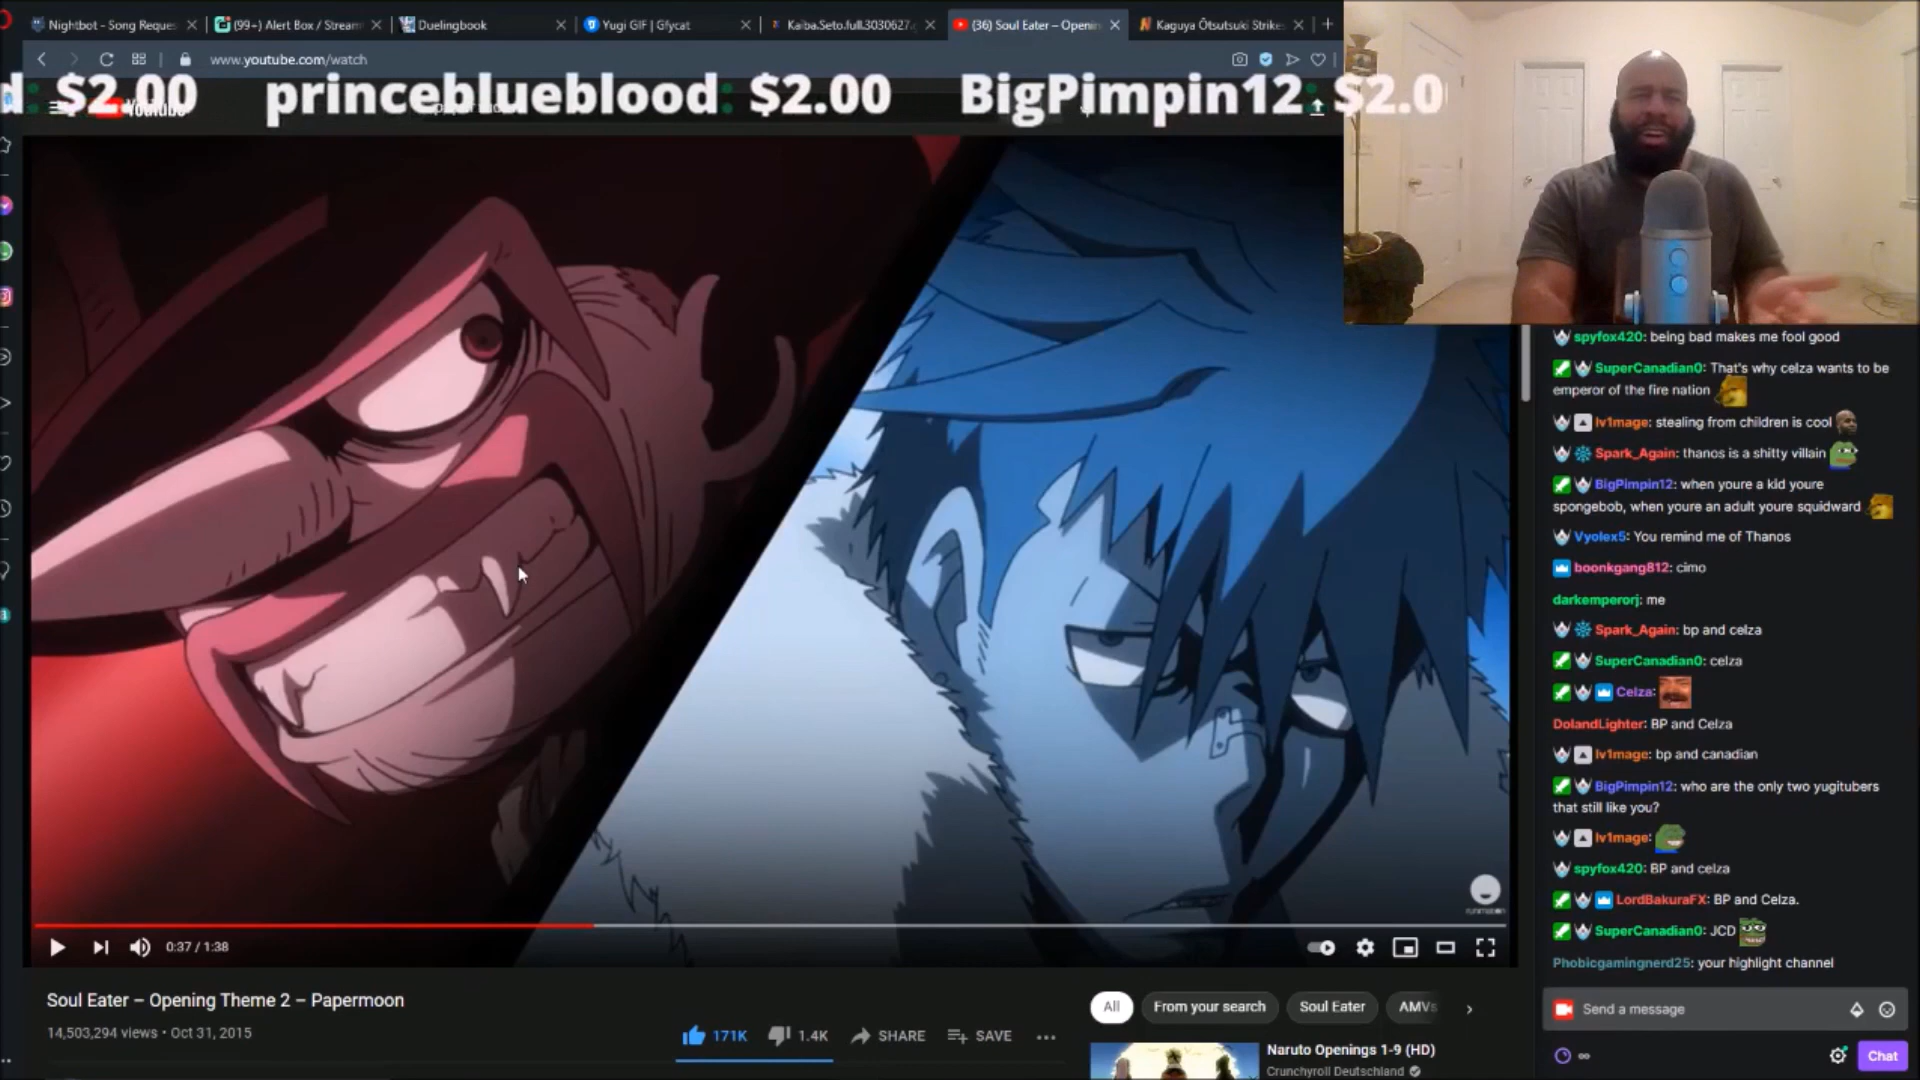 Nightbot - Song Reques
(99+) Alert Box / Stream
Duelingbook
Yugi GIF | Gfycat
Kaiba.Seto.full.3030627.
(36) Soul Eater – Openin
Kaguya Ōtsutsuki Strikes
www.youtube.com/watch
d: $2.00 princeblueblood: $2.00 BigPimpin12: $2.0
YouTube
spyfox420: being bad makes me fool good
SuperCanadian0: That's why celza wants to be
emperor of the fire nation
lv1mage: stealing from children is cool
Spark_Again: thanos is a shitty villain
BigPimpin12: when youre a kid youre
spongebob, when youre an adult youre squidward
Vyolex5: You remind me of Thanos
boonkgang812: cimo
darkemperorj: me
Spark_Again: bp and celza
SuperCanadian0: celza
Celza:
DolandLighter: BP and Celza
lv1mage: bp and canadian
BigPimpin12: who are the only two yugitubers
that still like you?
lv1mage:
spyfox420: BP and celza
LordBakuraFX: BP and Celza.
SuperCanadian0: JCD
Phobicgamingnerd25: your highlight channel
Send a message
Chat
FUNIMATION
0:37 / 1:38
Soul Eater – Opening Theme 2 – Papermoon
14,503,294 views • Oct 31, 2015
171K
1.4K
SHARE
SAVE
All
From your search
Soul Eater
AMVs
Naruto Openings 1-9 (HD)
Crunchyroll Deutschland